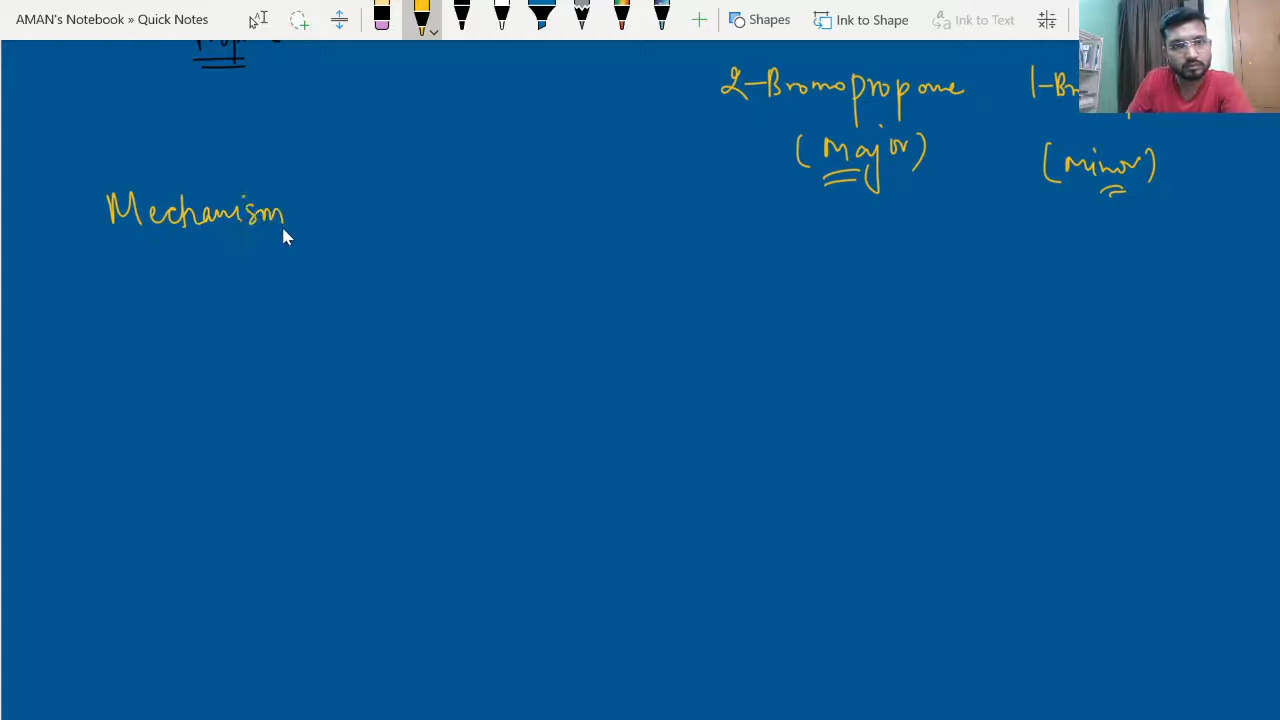 AMAN's Notebook » Quick Notes
Shapes
Ink to Shape
Ink to Text
2-Bromopropane
(Major)
(Minor)
Mechanism